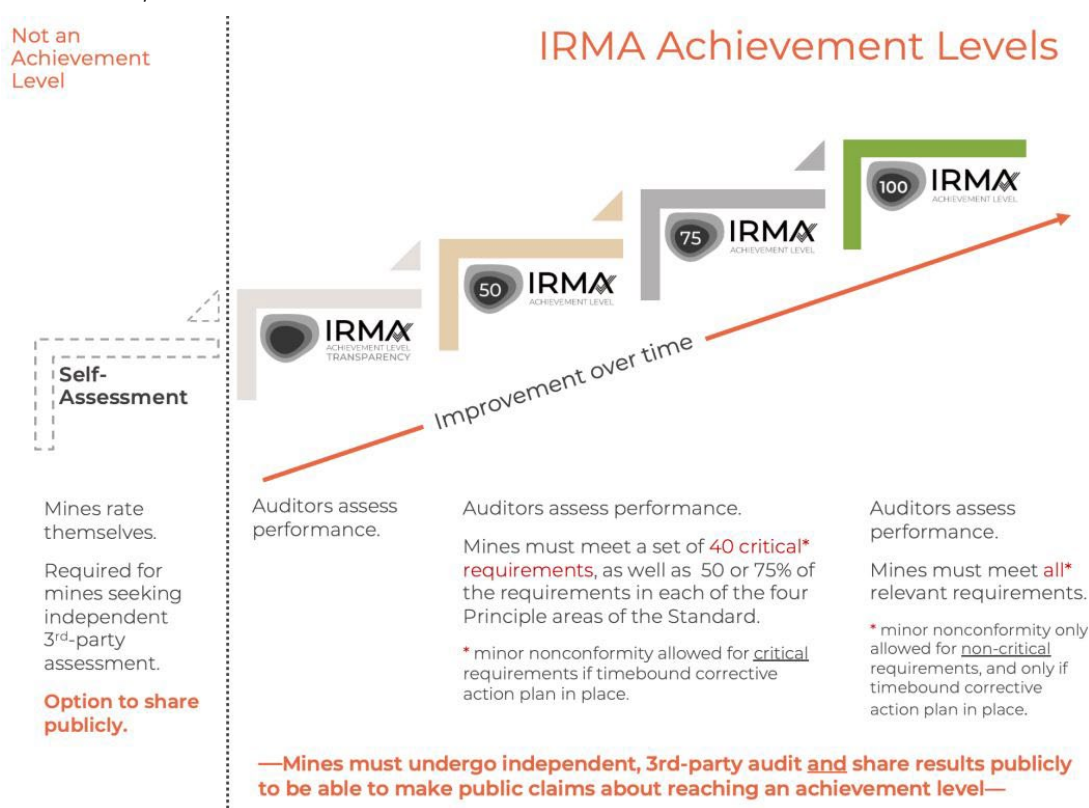 Not an
Achievement
Level
IRMA Achievement Levels
Self-
Assessment
IRMA
ACHIEVEMENT LEVEL
TRANSPARENCY
50
IRMA
ACHIEVEMENT LEVEL
75
IRMA
ACHIEVEMENT LEVEL
100
IRMA
ACHIEVEMENT LEVEL
Improvement over time
Mines rate
themselves.
Required for
mines seeking
independent
3rd-party
assessment.
Option to share
publicly.
Auditors assess
performance.
Auditors assess performance.
Mines must meet a set of 40 critical*
requirements, as well as 50 or 75% of
the requirements in each of the four
Principle areas of the Standard.
* minor nonconformity allowed for critical
requirements if timebound corrective
action plan in place.
Auditors assess
performance.
Mines must meet all*
relevant requirements.
* minor nonconformity only
allowed for non-critical
requirements, and only if
timebound corrective
action plan in place.
—Mines must undergo independent, 3rd-party audit and share results publicly
to be able to make public claims about reaching an achievement level—